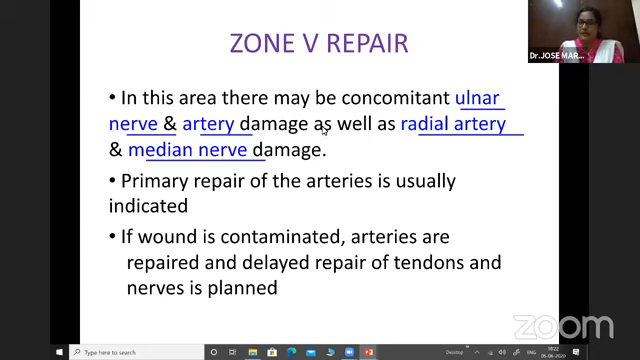 ZONE V REPAIR
Dr.JOSE MAR...
• In this area there may be concomitant ulnar
nerve & artery damage as well as radial artery
& median nerve damage.
• Primary repair of the arteries is usually
indicated
• If wound is contaminated, arteries are
repaired and delayed repair of tendons and
nerves is planned
zoom
Type here to search
Desktop
ENG
18:22
05-06-2020